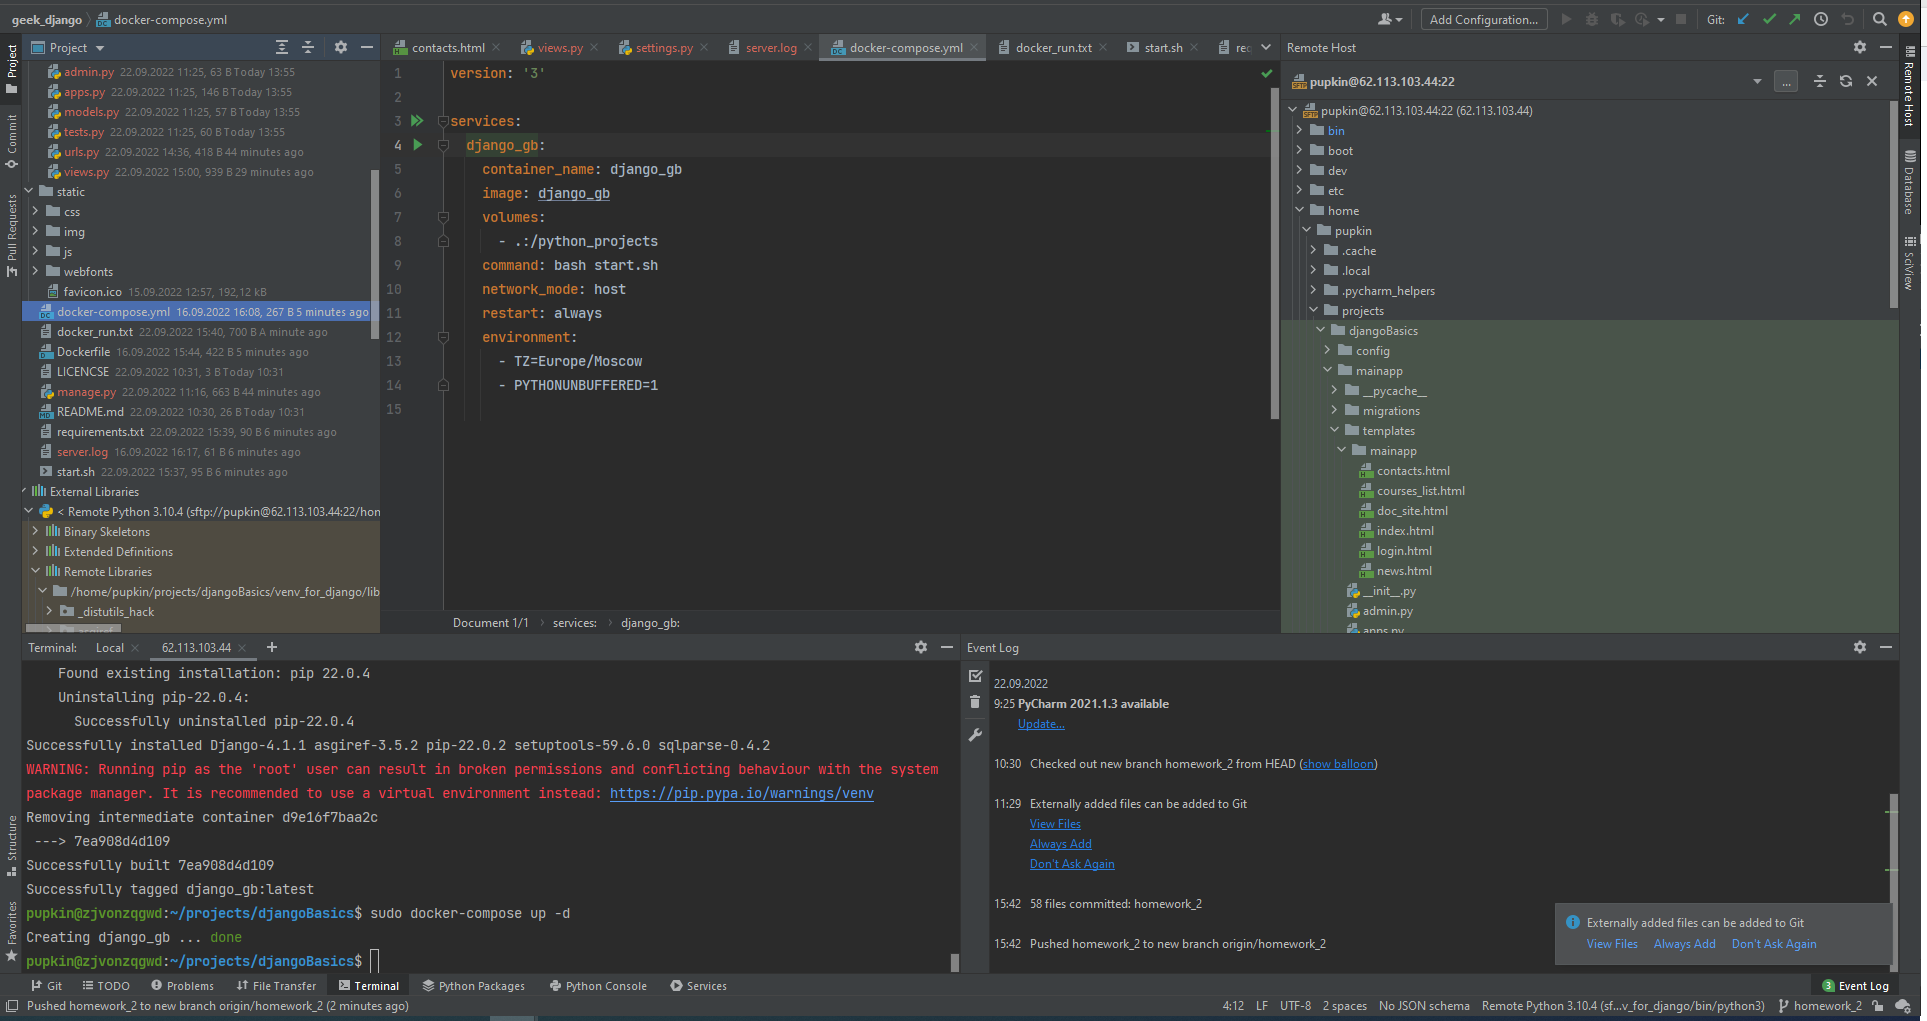 geek_django
docker-compose.yml
Add Configuration...
Git:
Project
contacts.html
views.py
settings.py
server.log
docker-compose.yml
docker_run.txt
start.sh
Remote Host
Project
Commit
Pull Requests
Structure
Favorites
admin.py 22.09.2022 11:25, 63 B Today 13:55
apps.py 22.09.2022 11:25, 146 B Today 13:55
models.py 22.09.2022 11:25, 57 B Today 13:55
tests.py 22.09.2022 11:25, 60 B Today 13:55
urls.py 22.09.2022 14:36, 418 B 44 minutes ago
views.py 22.09.2022 15:00, 939 B 29 minutes ago
static
css
img
js
webfonts
favicon.ico 15.09.2022 12:57, 192,12 kB
docker-compose.yml 16.09.2022 16:08, 267 B 5 minutes ago
docker_run.txt 22.09.2022 15:40, 700 B A minute ago
Dockerfile 16.09.2022 15:44, 422 B 5 minutes ago
LICENCSE 22.09.2022 10:31, 3 B Today 10:31
manage.py 22.09.2022 11:16, 663 B 44 minutes ago
README.md 22.09.2022 10:30, 26 B Today 10:31
requirements.txt 22.09.2022 15:39, 90 B 6 minutes ago
server.log 16.09.2022 16:17, 61 B 6 minutes ago
start.sh 22.09.2022 15:37, 95 B 6 minutes ago
External Libraries
< Remote Python 3.10.4 (sftp://pupkin@62.113.103.44:22/hon
Binary Skeletons
Extended Definitions
Remote Libraries
/home/pupkin/projects/djangoBasics/venv_for_django/lib
_distutils_hack
1 version: '3'
2
3 services:
4 django_gb:
5 container_name: django_gb
6 image: django_gb
7 volumes:
8 - .:/python_projects
9 command: bash start.sh
10 network_mode: host
11 restart: always
12 environment:
13 - TZ=Europe/Moscow
14 - PYTHONUNBUFFERED=1
15
Document 1/1
services:
django_gb:
pupkin@62.113.103.44:22
...
pupkin@62.113.103.44:22 (62.113.103.44)
bin
boot
dev
etc
home
pupkin
.cache
.local
.pycharm_helpers
projects
djangoBasics
config
mainapp
__pycache__
migrations
templates
mainapp
contacts.html
courses_list.html
doc_site.html
index.html
login.html
news.html
__init__.py
admin.py
apps.py
Remote Host
Database
SciView
Terminal:
Local
62.113.103.44
Found existing installation: pip 22.0.4
Uninstalling pip-22.0.4:
Successfully uninstalled pip-22.0.4
Successfully installed Django-4.1.1 asgiref-3.5.2 pip-22.0.2 setuptools-59.6.0 sqlparse-0.4.2
WARNING: Running pip as the 'root' user can result in broken permissions and conflicting behaviour with the system
package manager. It is recommended to use a virtual environment instead: https://pip.pypa.io/warnings/venv
Removing intermediate container d9e16f7baa2c
---> 7ea908d4d109
Successfully built 7ea908d4d109
Successfully tagged django_gb:latest
pupkin@zjvonzqgwd:~/projects/djangoBasics$ sudo docker-compose up -d
Creating django_gb ... done
pupkin@zjvonzqgwd:~/projects/djangoBasics$
Event Log
22.09.2022
9:25 PyCharm 2021.1.3 available
Update...
10:30 Checked out new branch homework_2 from HEAD (show balloon)
11:29 Externally added files can be added to Git
View Files
Always Add
Don't Ask Again
15:42 58 files committed: homework_2
15:42 Pushed homework_2 to new branch origin/homework_2
Externally added files can be added to Git
View Files Always Add Don't Ask Again
Git
TODO
Problems
File Transfer
Terminal
Python Packages
Python Console
Services
3 Event Log
Pushed homework_2 to new branch origin/homework_2 (2 minutes ago)
4:12 LF UTF-8 2 spaces No JSON schema Remote Python 3.10.4 (sf...v_for_django/bin/python3) homework_2